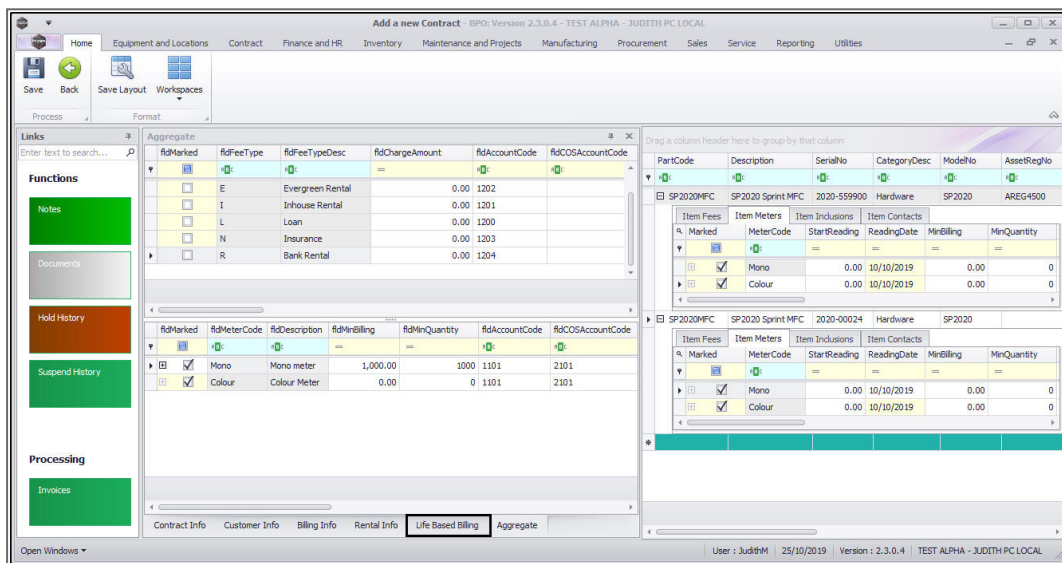 Add a new Contract - BPO: Version 2.3.0.4 - TEST ALPHA - JUDITH PC LOCAL
Home Equipment and Locations Contract Finance and HR Inventory Maintenance and Projects Manufacturing Procurement Sales Service Reporting Utilities
Save Back Save Layout Workspaces
Process Format
Links
Enter text to search...
Functions
Notes
Documents
Hold History
Suspend History
Processing
Invoices
Aggregate
fldMarked fldFeeType fldFeeTypeDesc fldChargeAmount fldAccountCode fldCOSAccountCode
=
E Evergreen Rental 0.00 1202
I Inhouse Rental 0.00 1201
L Loan 0.00 1200
N Insurance 0.00 1203
R Bank Rental 0.00 1204
fldMarked fldMeterCode fldDescription fldMinBilling fldMinQuantity fldAccountCode fldCOSAccountCode
= =
Mono Mono meter 1,000.00 1000 1101 2101
Colour Colour Meter 0.00 0 1101 2101
Contract Info Customer Info Billing Info Rental Info Life Based Billing Aggregate
Drag a column header here to group by that column
PartCode Description SerialNo CategoryDesc ModelNo AssetRegNo
SP2020MFC SP2020 Sprint MFC 2020-559900 Hardware SP2020 AREG4500
Item Fees Item Meters Item Inclusions Item Contacts
Marked MeterCode StartReading ReadingDate MinBilling MinQuantity
= = = =
Mono 0.00 10/10/2019 0.00 0
Colour 0.00 10/10/2019 0.00 0
SP2020MFC SP2020 Sprint MFC 2020-00024 Hardware SP2020
Item Fees Item Meters Item Inclusions Item Contacts
Marked MeterCode StartReading ReadingDate MinBilling MinQuantity
= = = =
Mono 0.00 10/10/2019 0.00 0
Colour 0.00 10/10/2019 0.00 0
Open Windows User : JudithM 25/10/2019 Version : 2.3.0.4 TEST ALPHA - JUDITH PC LOCAL